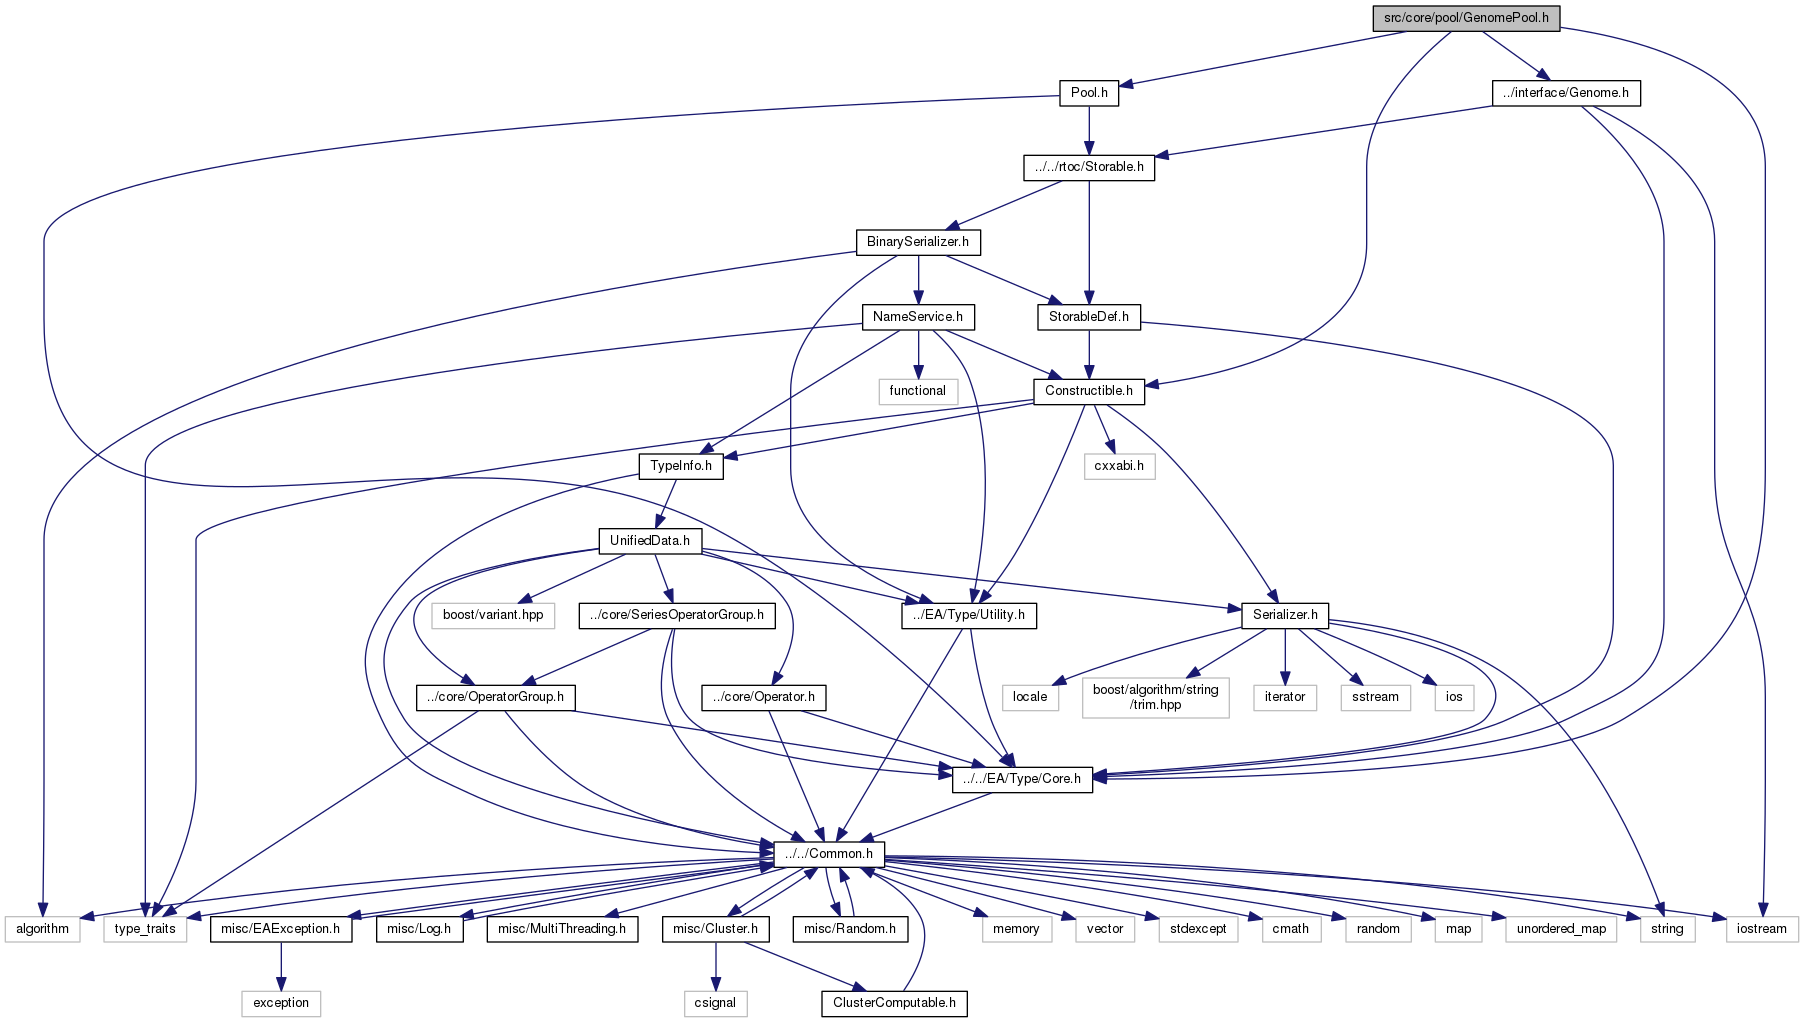 src/core/pool/GenomePool.h
Pool.h
../interface/Genome.h
../../rtoc/Storable.h
BinarySerializer.h
NameService.h
StorableDef.h
functional
Constructible.h
TypeInfo.h
cxxabi.h
UnifiedData.h
boost/variant.hpp
../core/SeriesOperatorGroup.h
../EA/Type/Utility.h
Serializer.h
../core/OperatorGroup.h
../core/Operator.h
locale
boost/algorithm/string
/trim.hpp
iterator
sstream
ios
../../EA/Type/Core.h
../../Common.h
algorithm
type_traits
misc/EAException.h
misc/Log.h
misc/MultiThreading.h
misc/Cluster.h
misc/Random.h
memory
vector
stdexcept
cmath
random
map
unordered_map
string
iostream
exception
csignal
ClusterComputable.h